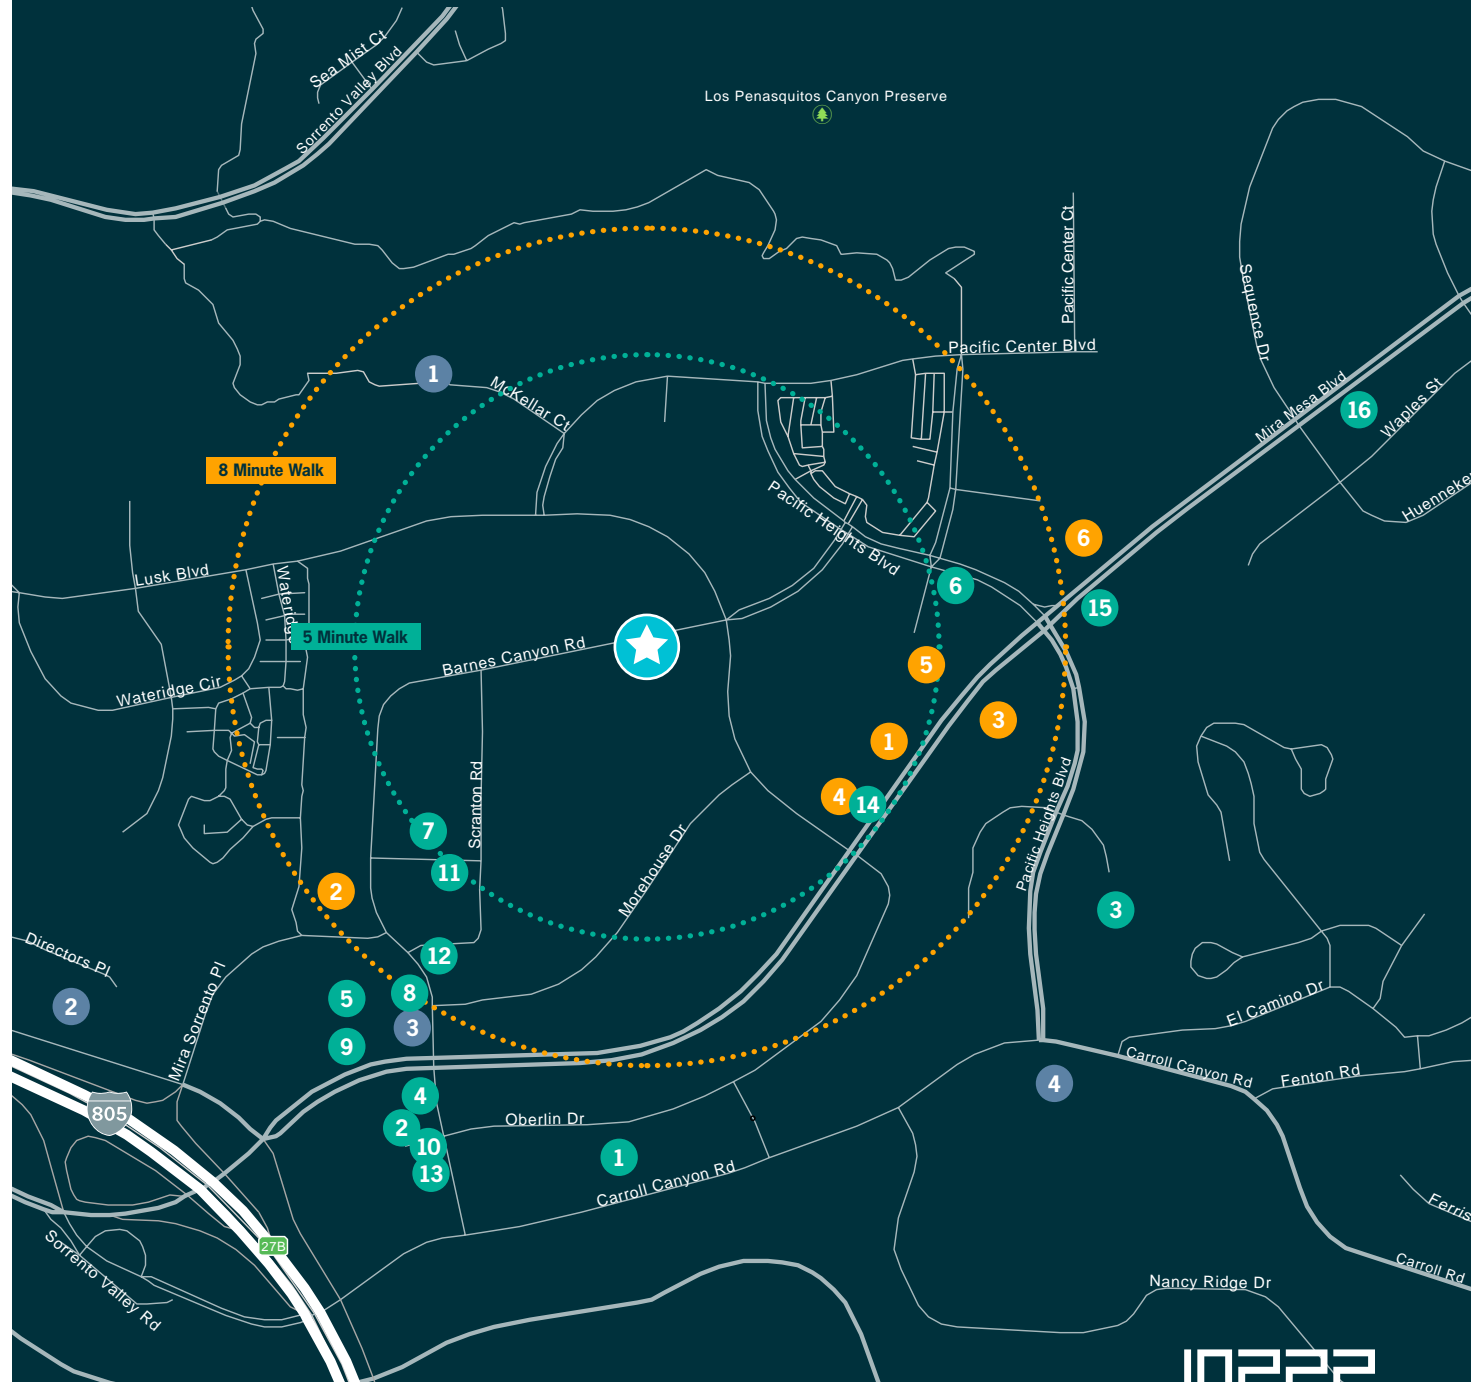 Sea Mist Ct
Sorrento Valley Blvd
Los Penasquitos Canyon Preserve
Pacific Center Ct
Sequence Dr
Pacific Center Blvd
1
McKellar Ct
Mira Mesa Blvd
16
Waples St
8 Minute Walk
Pacific Heights Blvd
6
Lusk Blvd
Wateridge
6
15
5 Minute Walk
Barnes Canyon Rd
5
Wateridge Cir
3
1
Scranton Rd
4
14
Pacific Heights Blvd
7
11
Morehouse Dr
2
3
Directors Pl
12
2
5
8
3
El Camino Dr
Mira Sorrento Pl
9
Carroll Canyon Rd
Fenton Rd
4
4
805
2
Oberlin Dr
10
1
13
Carroll Canyon Rd
Ferris
27B
Sorrento Valley Rd
Carroll Rd
Nancy Ridge Dr